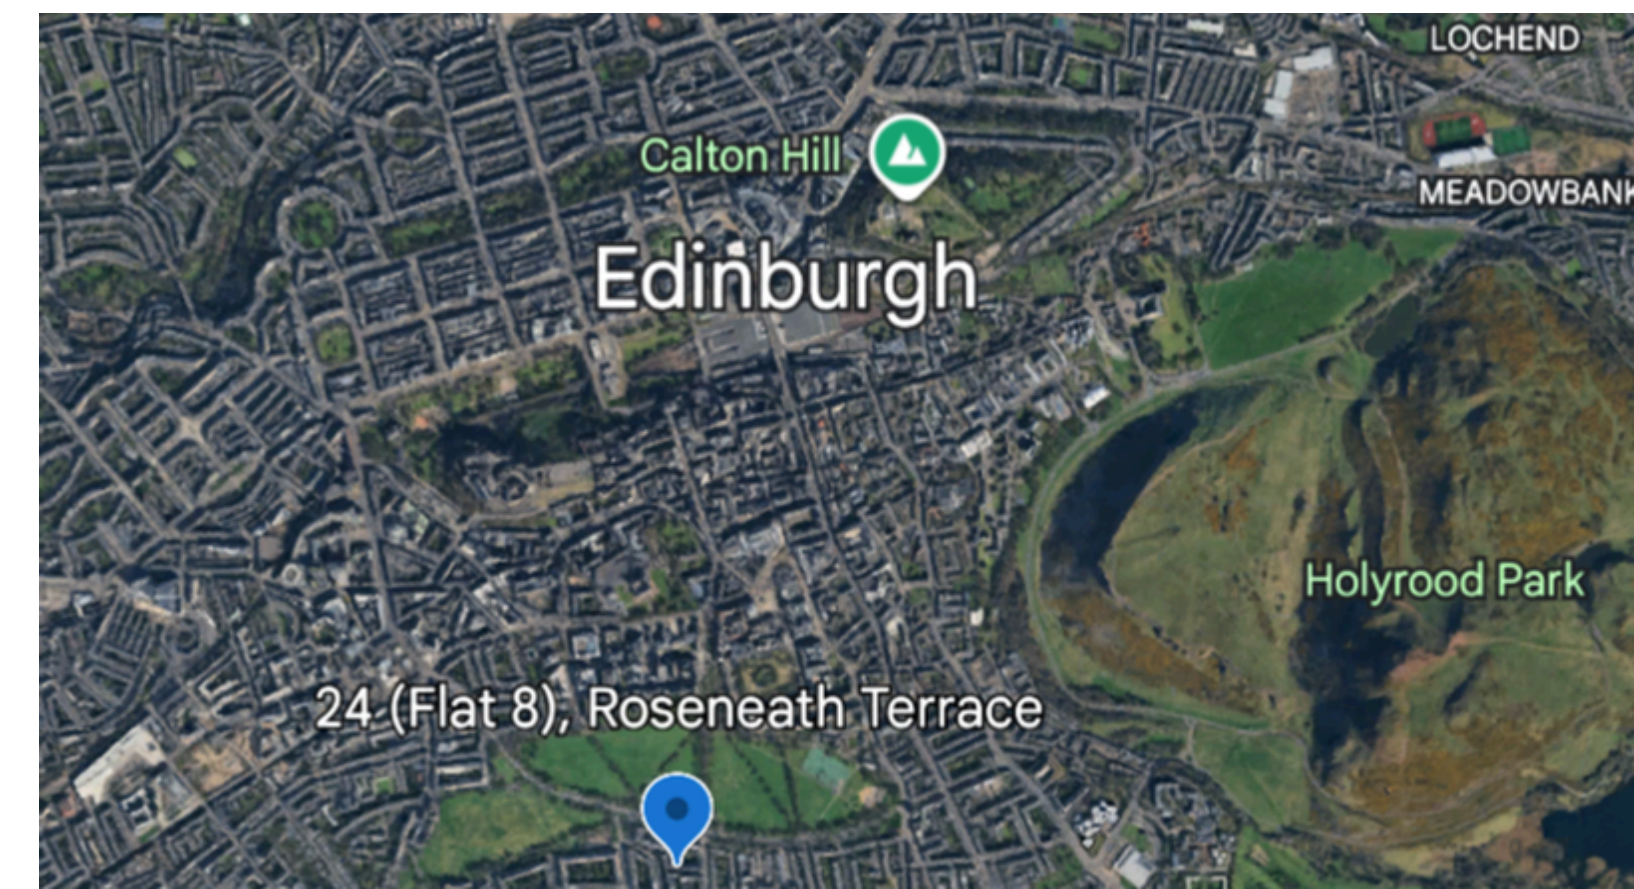 LOCHEND
Calton Hill
MEADOWBANK
Edinburgh
Holyrood Park
24 (Flat 8), Roseneath Terrace